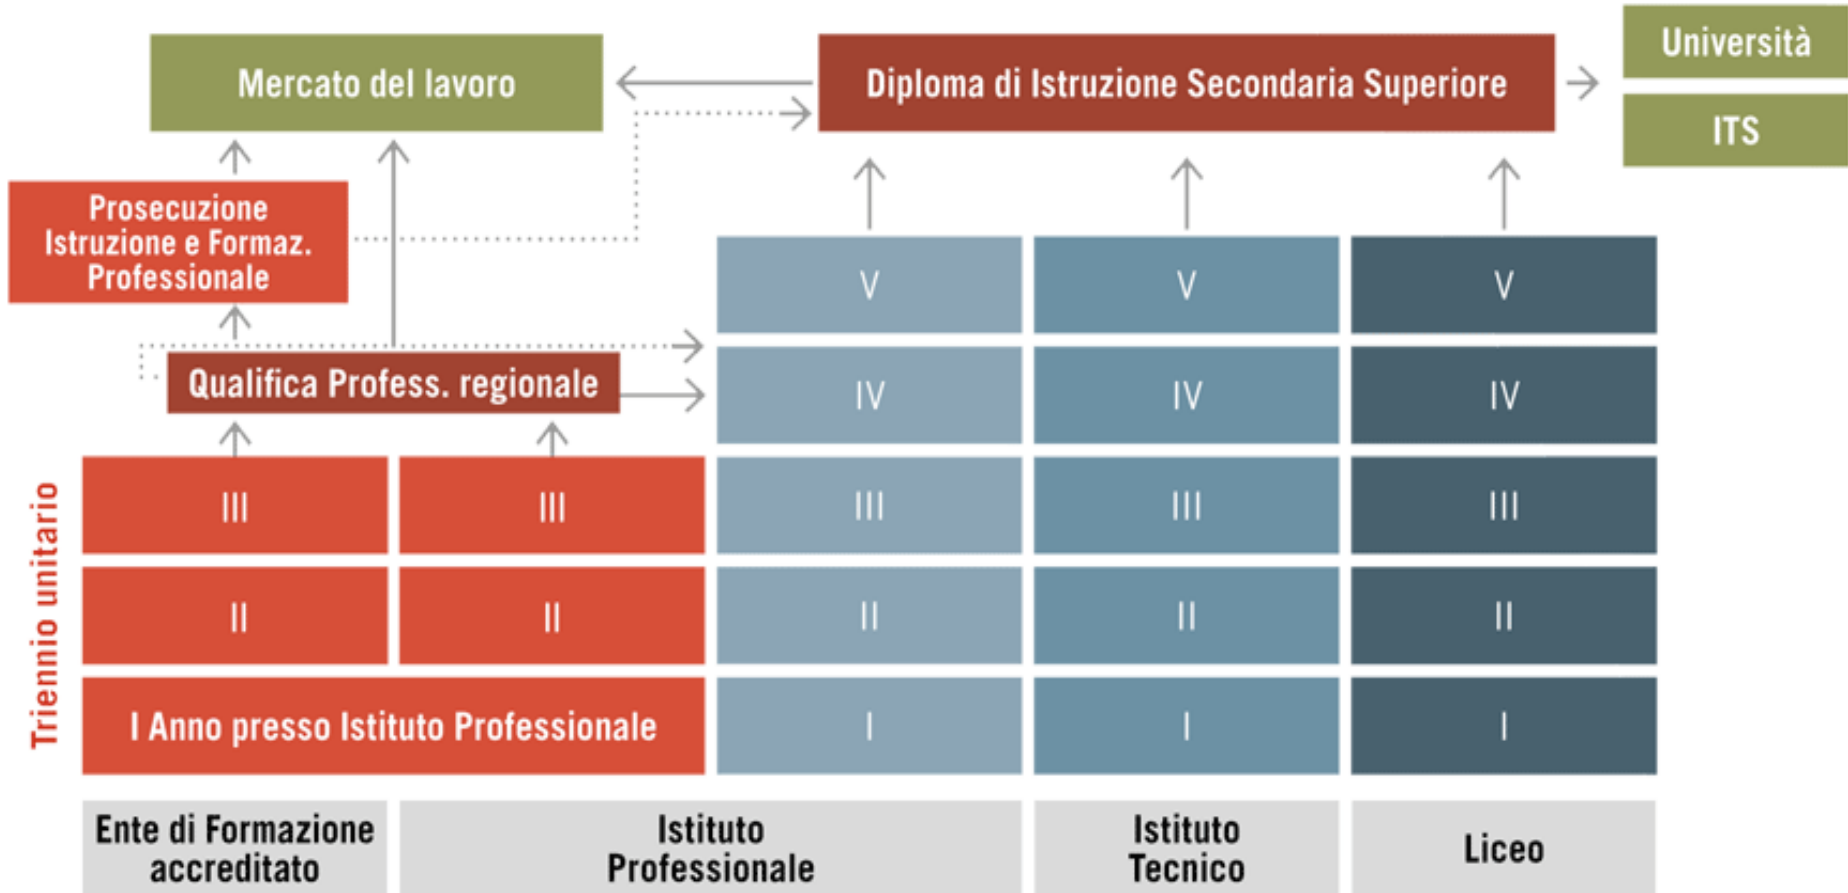 Università
Mercato del lavoro
Diploma di Istruzione Secondaria Superiore
ITS
Prosecuzione
Istruzione e Formaz.
Professionale
V
V
V
Qualifica Profess. regionale
IV
IV
IV
Triennio unitario
III
III
III
III
III
II
II
II
II
II
I Anno presso Istituto Professionale
I
I
I
Ente di Formazione
accreditato
Istituto
Professionale
Istituto
Tecnico
Liceo